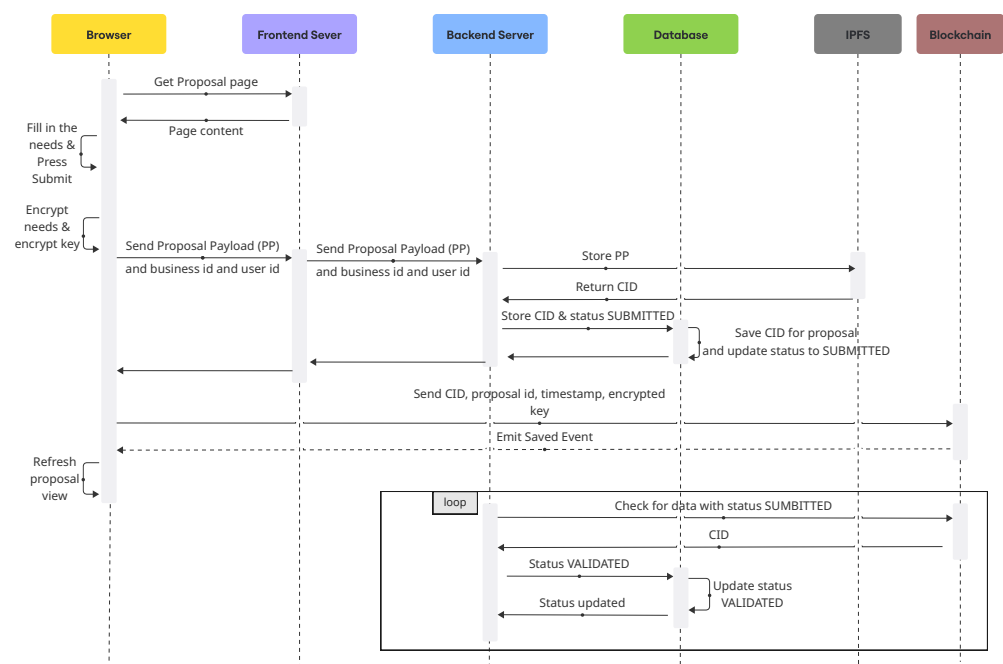 Browser
Frontend Sever
Backend Server
Database
IPFS
Blockchain
Get Proposal page
Page content
Fill in the
needs &
Press
Submit
Encrypt
needs &
encrypt key
Send Proposal Payload (PP)
and business id and user id
Send Proposal Payload (PP)
and business id and user id
Store PP
Return CID
Store CID & status SUBMITTED
Save CID for proposal
and update status to SUBMITTED
Send CID, proposal id, timestamp, encrypted
key
Emit Saved Event
Refresh
proposal
view
loop
Check for data with status SUMBITTED
CID
Status VALIDATED
Update status
VALIDATED
Status updated